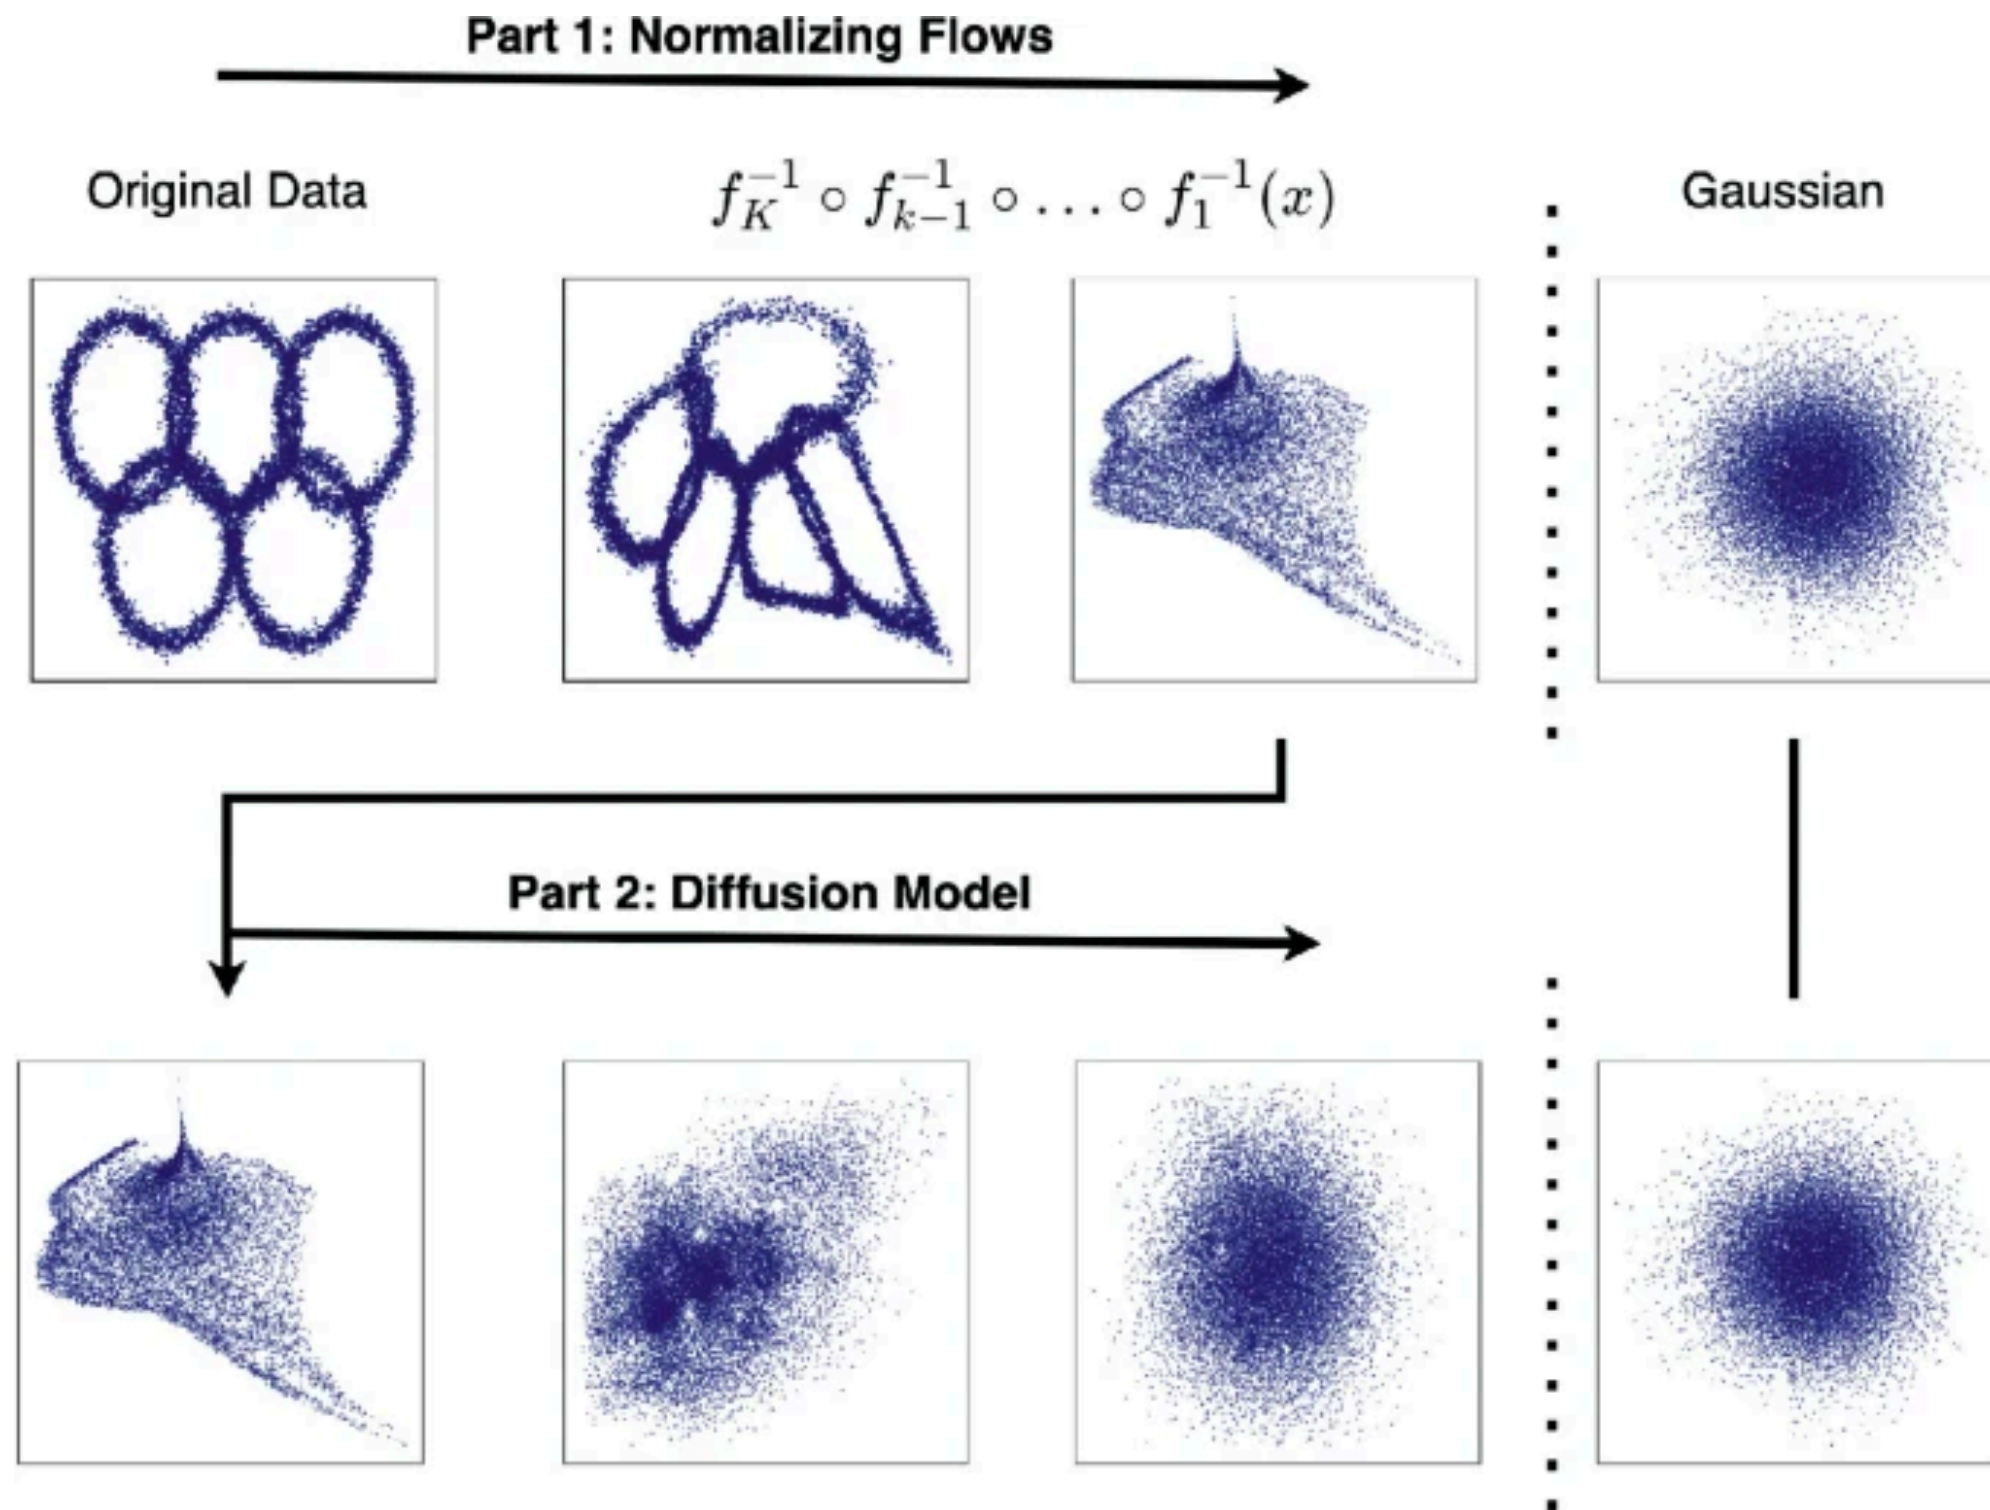 Part 1: Normalizing Flows
Original Data
f_K^{-1} ∘ f_{k-1}^{-1} ∘ ... ∘ f_1^{-1}(x)
Gaussian
Part 2: Diffusion Model